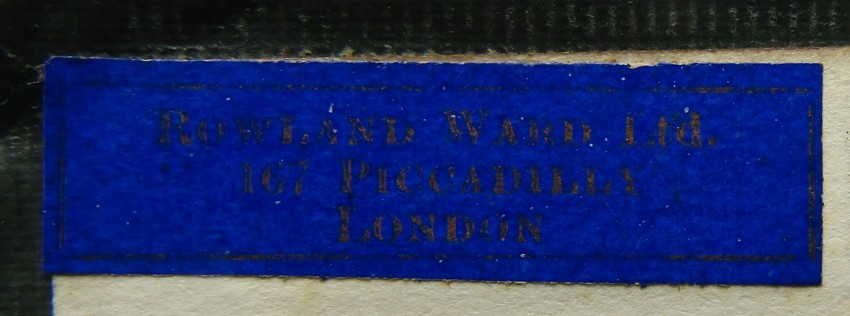 Rowland Ward Ltd.
167 Piccadilly
London